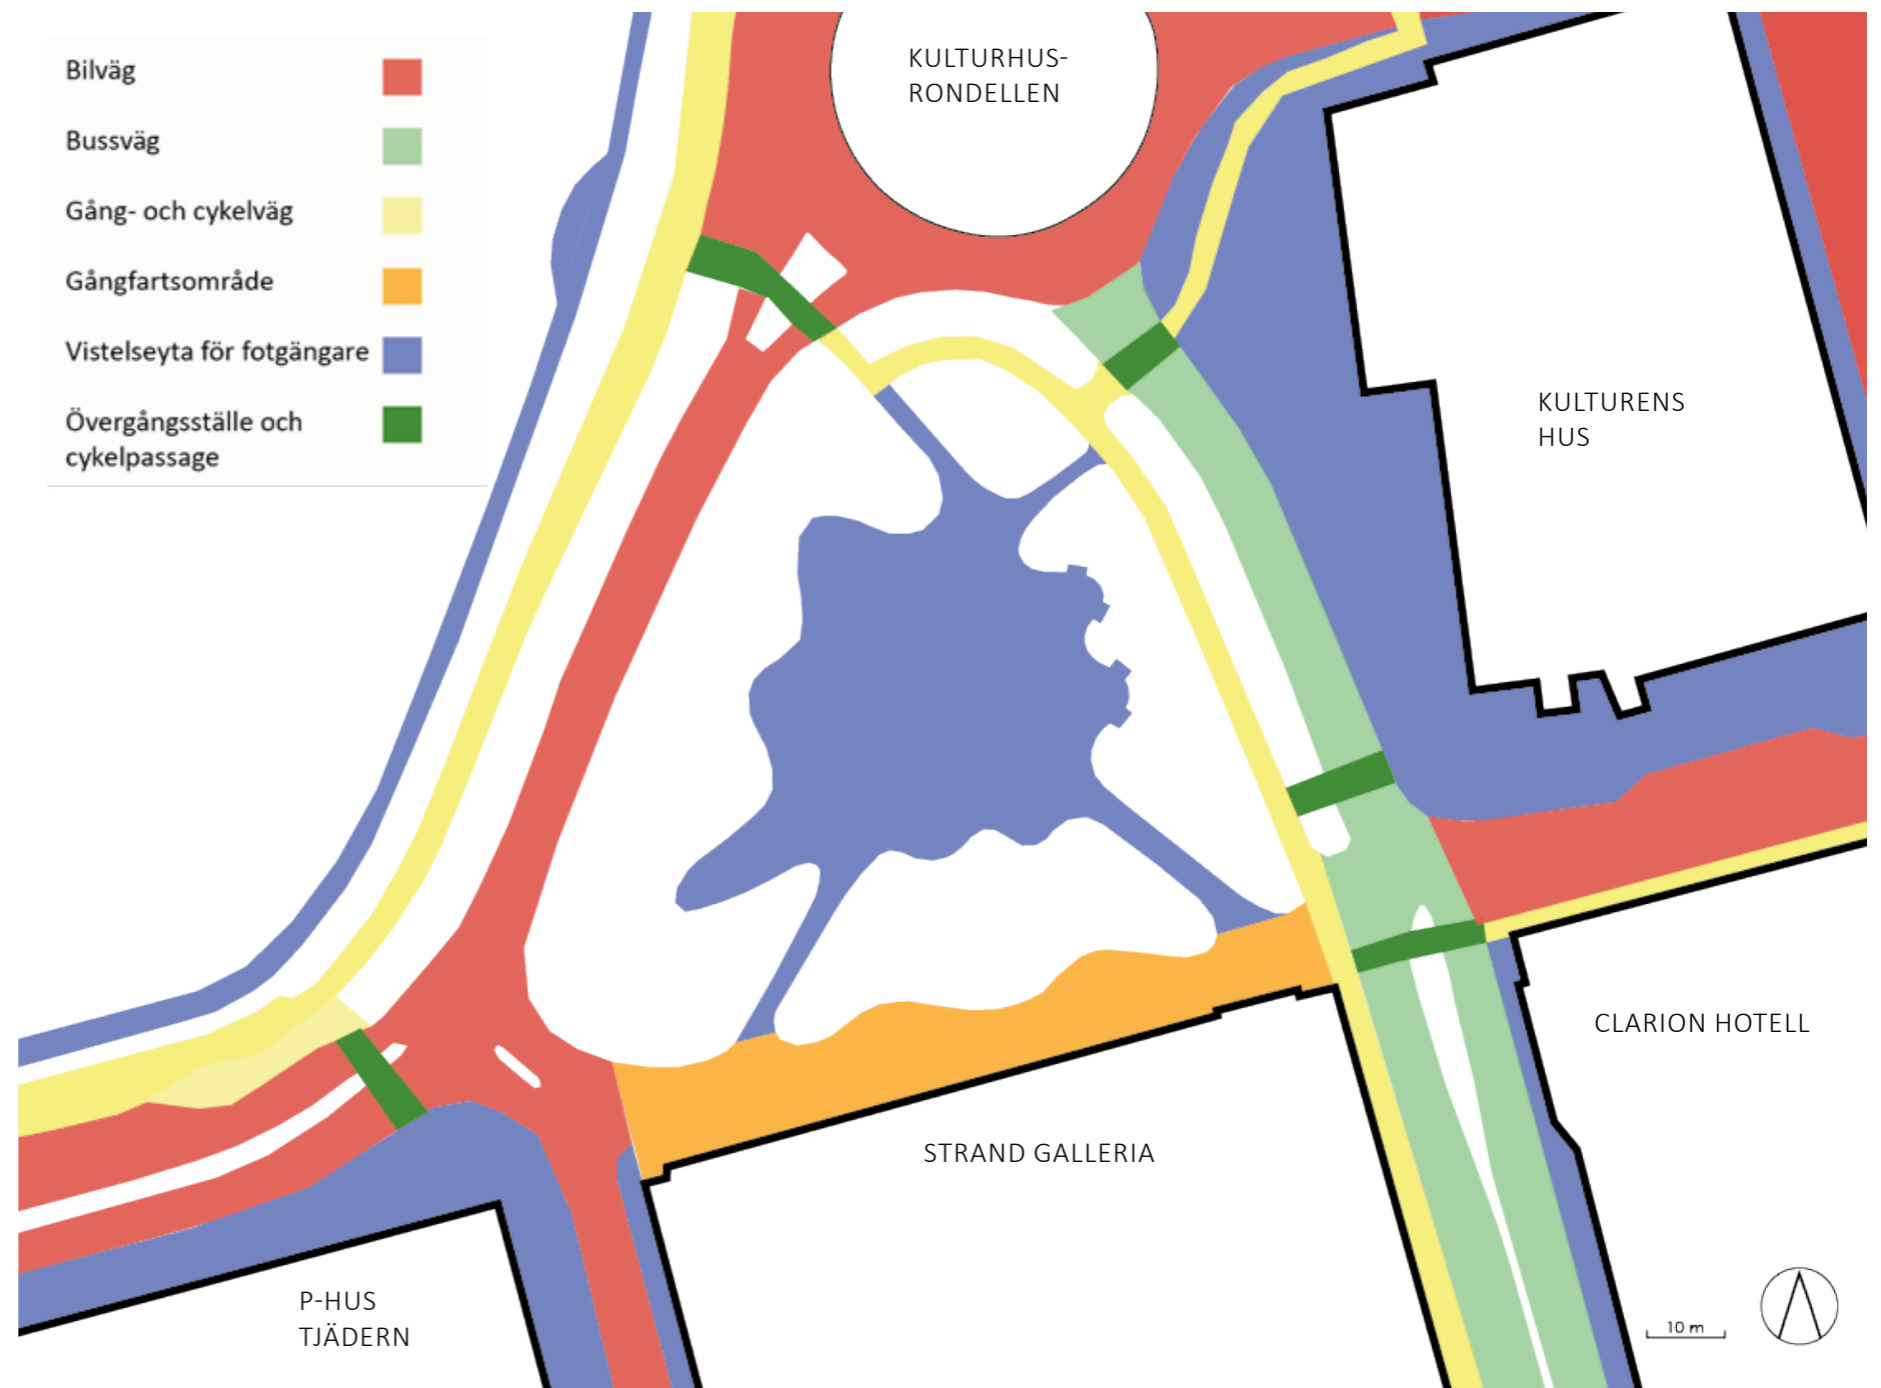 Bilväg
Bussväg
Gång- och cykelväg
Gångfartsområde
Vistelseyta för fotgängare
Övergångsställe och
cykelpassage
KULTURHUS-
RONDELLEN
KULTURENS
HUS
CLARION HOTELL
STRAND GALLERIA
P-HUS
TJÄDERN
10 m